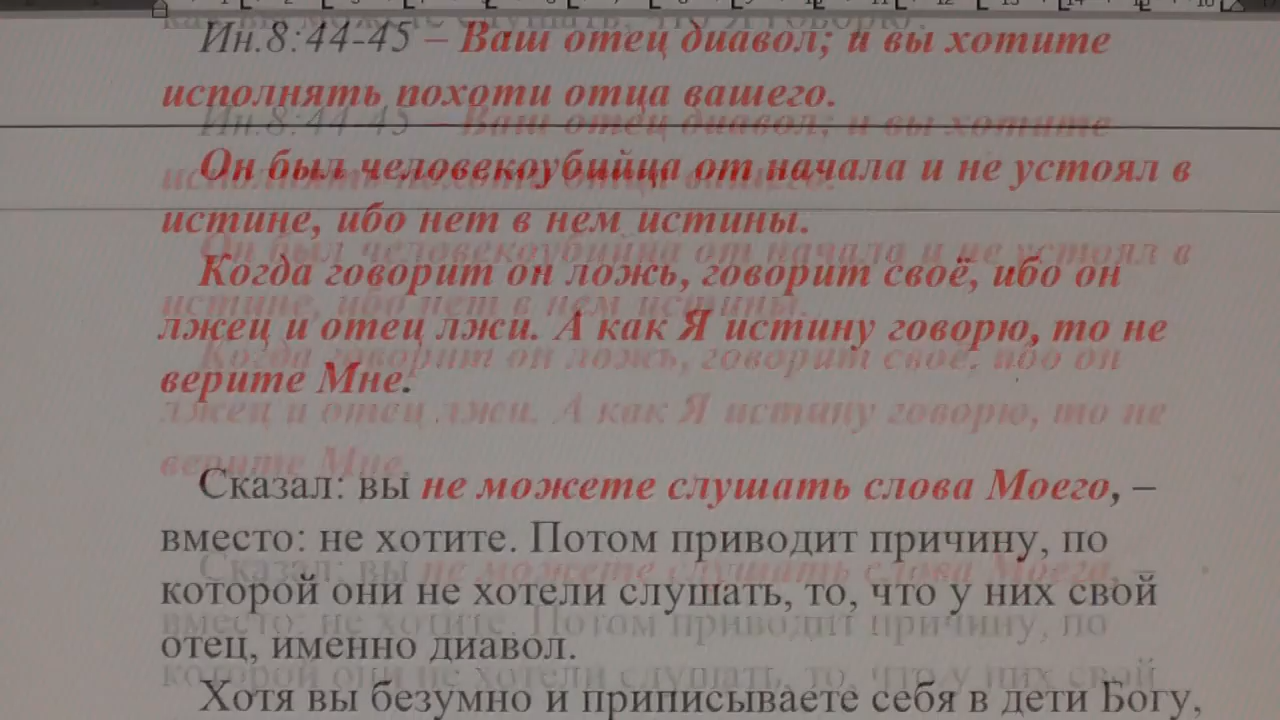 Ин.8:44-45 – Ваш отец диавол; и вы хотите
исполнять похоти отца вашего.
Он был человекоубийца от начала и не устоял в
истине, ибо нет в нем истины.
Когда говорит он ложь, говорит своё, ибо он
лжец и отец лжи. А как Я истину говорю, то не
верите Мне.
Сказал: вы не можете слушать слова Моего, –
вместо: не хотите. Потом приводит причину, по
которой они не хотели слушать, то, что у них свой
отец, именно диавол.
Хотя вы безумно и приписываете себя в дети Богу,